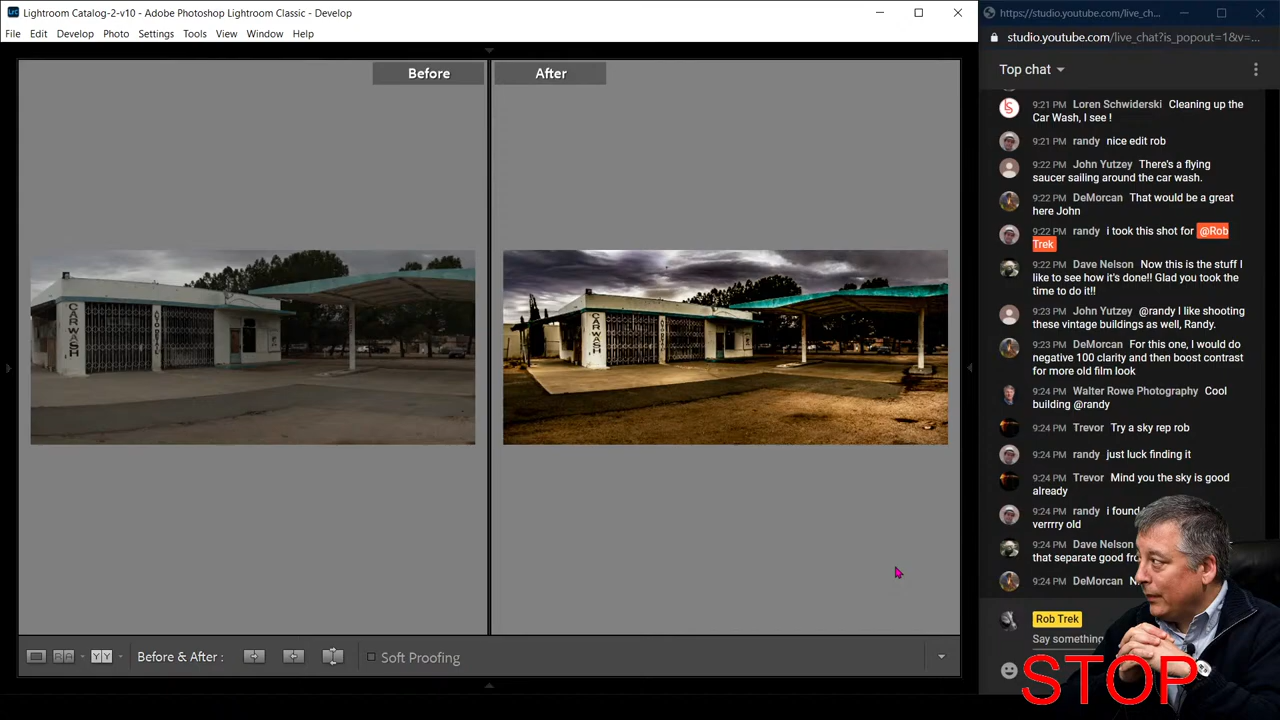 Lightroom Catalog-2-v10 - Adobe Photoshop Lightroom Classic - Develop
File Edit Develop Photo Settings Tools View Window Help
Before
After
CARWASH
AUTOMATIC
CARWASH
Before & After :
Soft Proofing
https://studio.youtube.com/live_c...
studio.youtube.com/live_chat?is_popout=1&v=...
Top chat
9:21 PM Loren Schwiderski Cleaning up the
Car Wash, I see !
9:21 PM randy nice edit rob
9:22 PM John Yutzey There's a flying
saucer sailing around the car wash.
9:22 PM DeMorcan That would be a great
here John
9:22 PM randy i took this shot for @Rob
Trek
9:22 PM Dave Nelson Now this is the stuff I
like to see how it's done!! Glad you took the
time to do it!!
9:23 PM John Yutzey @randy I like shooting
these vintage buildings as well, Randy.
9:23 PM DeMorcan For this one, I would do
negative 100 clarity and then boost contrast
for more old film look
9:24 PM Walter Rowe Photography Cool
building @randy
9:24 PM Trevor Try a sky rep rob
9:24 PM randy just luck finding it
9:24 PM Trevor Mind you the sky is good
already
9:24 PM randy i found
verrrry old
9:24 PM Dave Nelson
that separate good
9:24 PM DeMorcan
Rob Trek
Say something
STOP